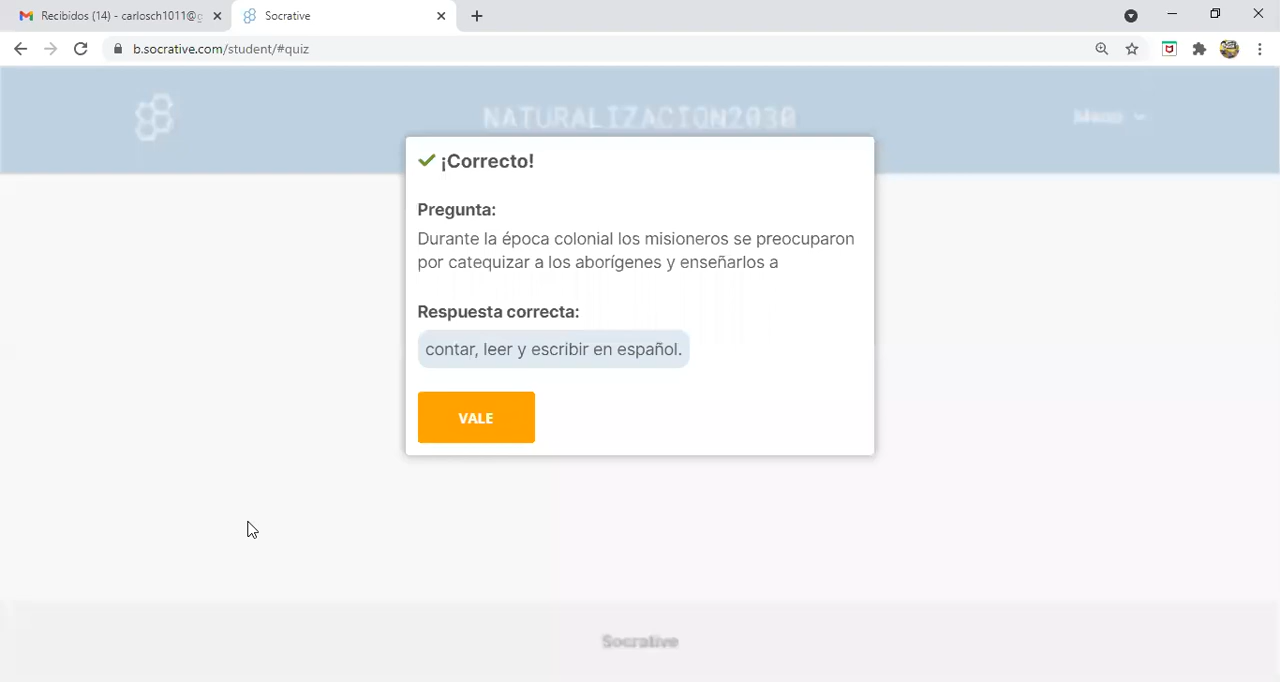 Recibidos (14) - carlosch1011@g
Socrative
b.socrative.com/student/#quiz
NATURALIZACION2030
Menú
¡Correcto!
Pregunta:
Durante la época colonial los misioneros se preocuparon
por catequizar a los aborígenes y enseñarlos a
Respuesta correcta:
contar, leer y escribir en español.
VALE
Socrative